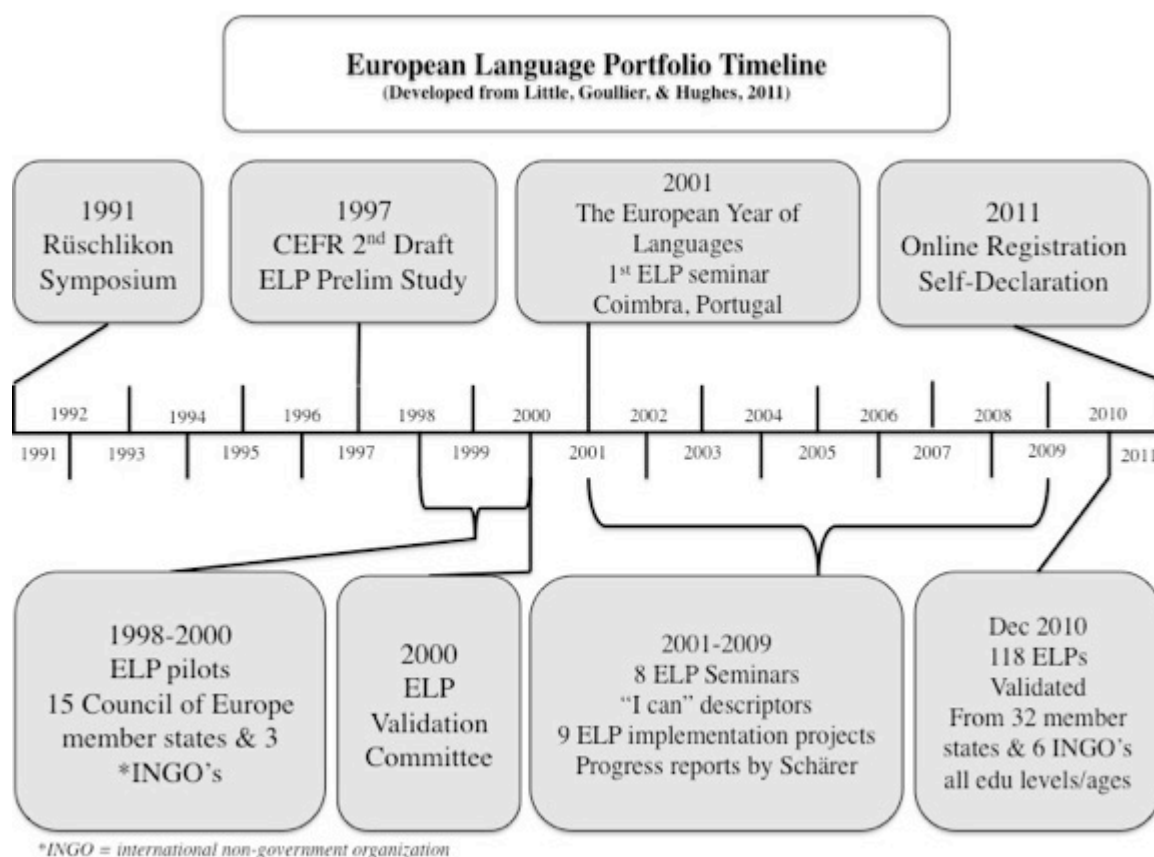 European Language Portfolio Timeline
(Developed from Little, Goullier, & Hughes, 2011)
1991
Rüschlikon
Symposium
1997
CEFR 2nd Draft
ELP Prelim Study
2001
The European Year of
Languages
1st ELP seminar
Coimbra, Portugal
2011
Online Registration
Self-Declaration
1992 1994 1996 1998 2000 2002 2004 2006 2008 2010
1991 1993 1995 1997 1999 2001 2003 2005 2007 2009 2011
1998-2000
ELP pilots
15 Council of Europe
member states & 3
*INGO's
2000
ELP
Validation
Committee
2001-2009
8 ELP Seminars
“I can” descriptors
9 ELP implementation projects
Progress reports by Schärer
Dec 2010
118 ELPs
Validated
From 32 member
states & 6 INGO's
all edu levels/ages
*INGO = international non-government organization